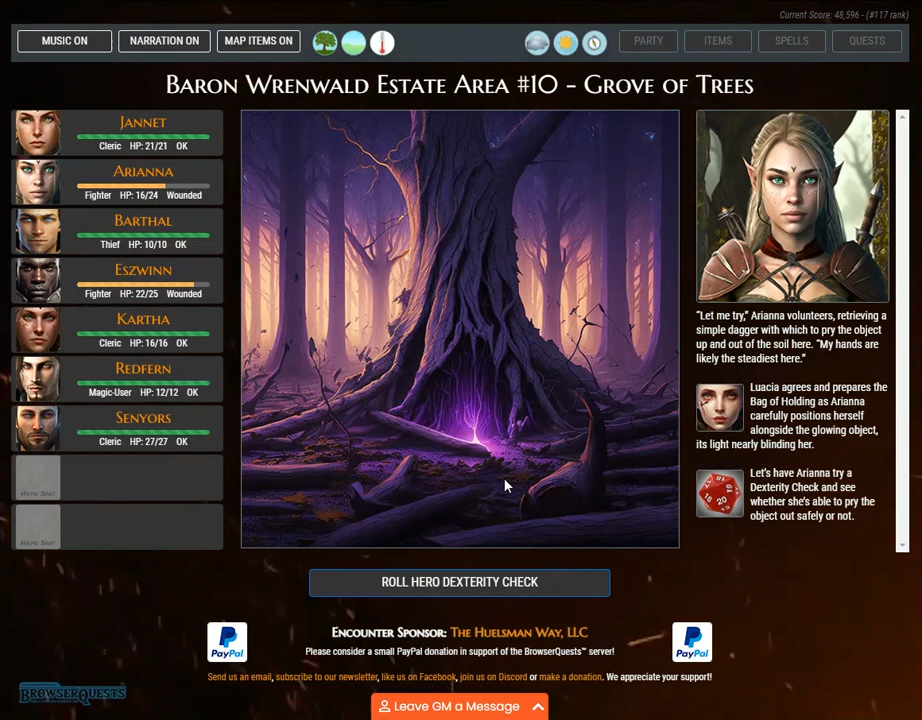 Current Score: 48,596 - (#117 rank)
MUSIC ON
NARRATION ON
MAP ITEMS ON
PARTY
ITEMS
SPELLS
QUESTS
Baron Wrenwald Estate Area #10 - Grove of Trees
Jannet
Cleric HP: 21/21 OK
Arianna
Fighter HP: 16/24 Wounded
Barthal
Thief HP: 10/10 OK
Eszwinn
Fighter HP: 22/25 Wounded
Kartha
Cleric HP: 16/16 OK
Redfern
Magic-User HP: 12/12 OK
Senyors
Cleric HP: 27/27 OK
Hero Slot
Hero Slot
“Let me try,” Arianna volunteers, retrieving a
simple dagger with which to pry the object
up and out of the soil here. “My hands are
likely the steadiest here.”
Luacia agrees and prepares the
Bag of Holding as Arianna
carefully positions herself
alongside the glowing object,
its light nearly blinding her.
Let’s have Arianna try a
Dexterity Check and see
whether she’s able to pry the
object out safely or not.
ROLL HERO DEXTERITY CHECK
PayPal
Encounter Sponsor: The Huelsman Way, LLC
Please consider a small PayPal donation in support of the BrowserQuests™ server!
PayPal
Send us an email, subscribe to our newsletter, like us on Facebook, join us on Discord or make a donation. We appreciate your support!
BrowserQuests
Leave GM a Message